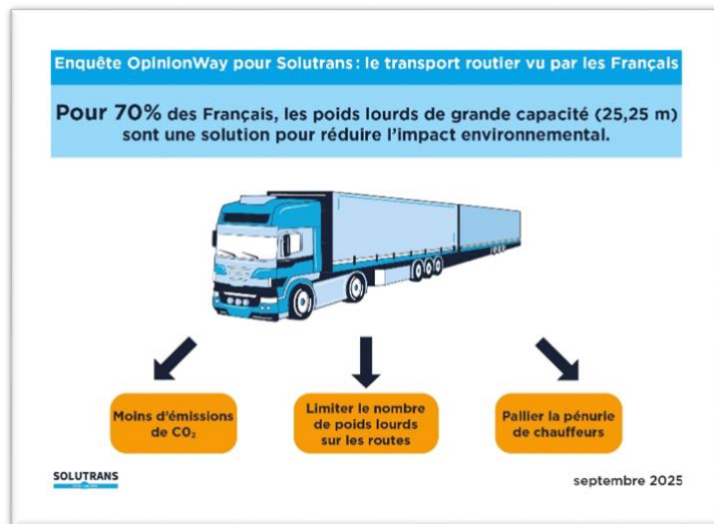 Enquête OpinionWay pour Solutrans : le transport routier vu par les Français
Pour 70% des Français, les poids lourds de grande capacité (25,25 m)
sont une solution pour réduire l'impact environnemental.
Moins d'émissions
de CO₂
Limiter le nombre
de poids lourds
sur les routes
Pallier la pénurie
de chauffeurs
SOLUTRANS
septembre 2025